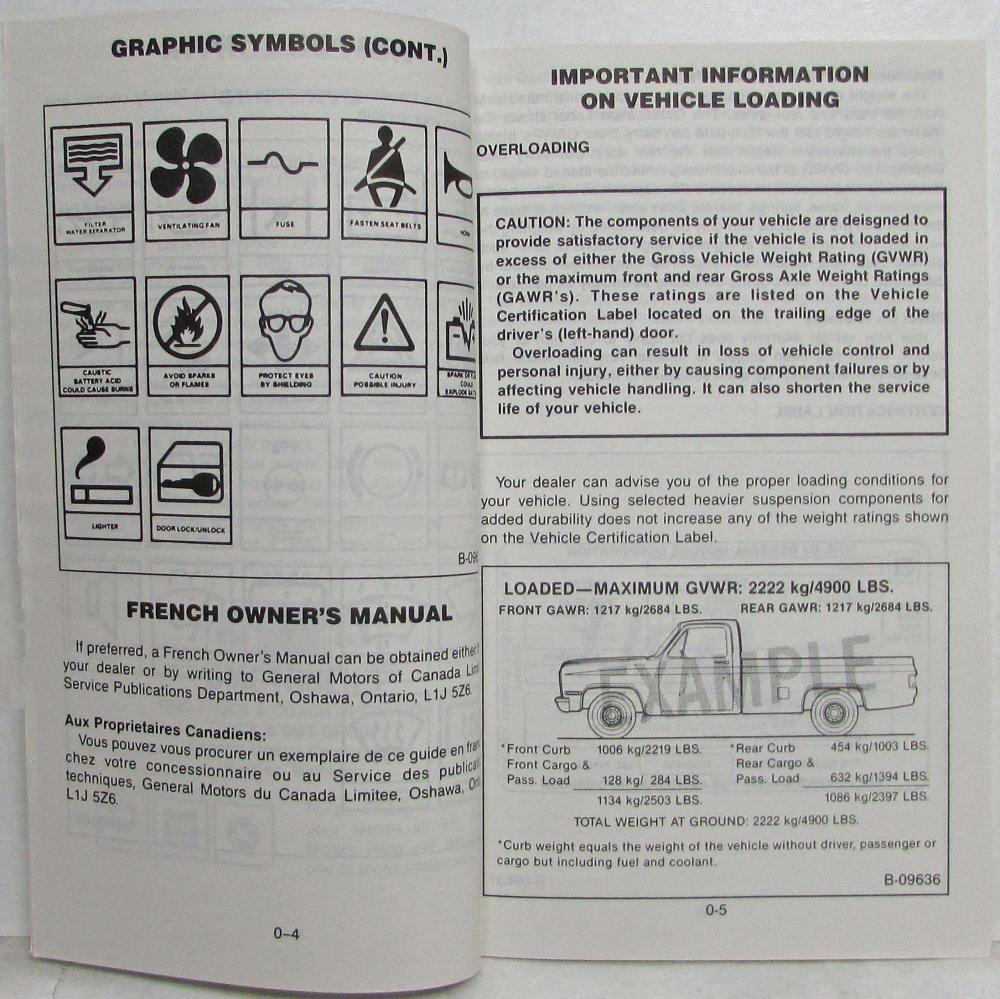 GRAPHIC SYMBOLS (CONT.)
FILTER
WATER SEPARATOR
VENTILATING FAN
FUSE
FASTEN SEAT BELTS
HORN
CAUSTIC
BATTERY ACID
COULD CAUSE BURNS
AVOID SPARKS
OR FLAMES
PROTECT EYES
BY SHIELDING
CAUTION
POSSIBLE INJURY
SPARK OR
COULD
EXPLODE
LIGHTER
DOOR LOCK/UNLOCK
B-096
FRENCH OWNER'S MANUAL
If preferred, a French Owner's Manual can be obtained either
your dealer or by writing to General Motors of Canada
Service Publications Department, Oshawa, Ontario, L1J 5Z6.
Aux Proprietaires Canadiens:
Vous pouvez vous procurer un exemplaire de ce guide en
chez votre concessionnaire ou au Service des
techniques, General Motors du Canada Limitee, Oshawa,
L1J 5Z6.
0–4
IMPORTANT INFORMATION
ON VEHICLE LOADING
OVERLOADING
CAUTION: The components of your vehicle are deisgned to
provide satisfactory service if the vehicle is not loaded in
excess of either the Gross Vehicle Weight Rating (GVWR)
or the maximum front and rear Gross Axle Weight Ratings
(GAWR's). These ratings are listed on the Vehicle
Certification Label located on the trailing edge of the
driver's (left-hand) door.
Overloading can result in loss of vehicle control and
personal injury, either by causing component failures or by
affecting vehicle handling. It can also shorten the service
life of your vehicle.
Your dealer can advise you of the proper loading conditions for
your vehicle. Using selected heavier suspension components for
added durability does not increase any of the weight ratings shown
on the Vehicle Certification Label.
LOADED—MAXIMUM GVWR: 2222 kg/4900 LBS.
FRONT GAWR: 1217 kg/2684 LBS. REAR GAWR: 1217 kg/2684 LBS.
EXAMPLE
*Front Curb 1006 kg/2219 LBS. *Rear Curb 454 kg/1003 LBS.
Front Cargo & Rear Cargo &
Pass. Load 128 kg/ 284 LBS. Pass. Load 632 kg/1394 LBS.
1134 kg/2503 LBS. 1086 kg/2397 LBS.
TOTAL WEIGHT AT GROUND: 2222 kg/4900 LBS.
*Curb weight equals the weight of the vehicle without driver, passenger or
cargo but including fuel and coolant.
B-09636
0-5